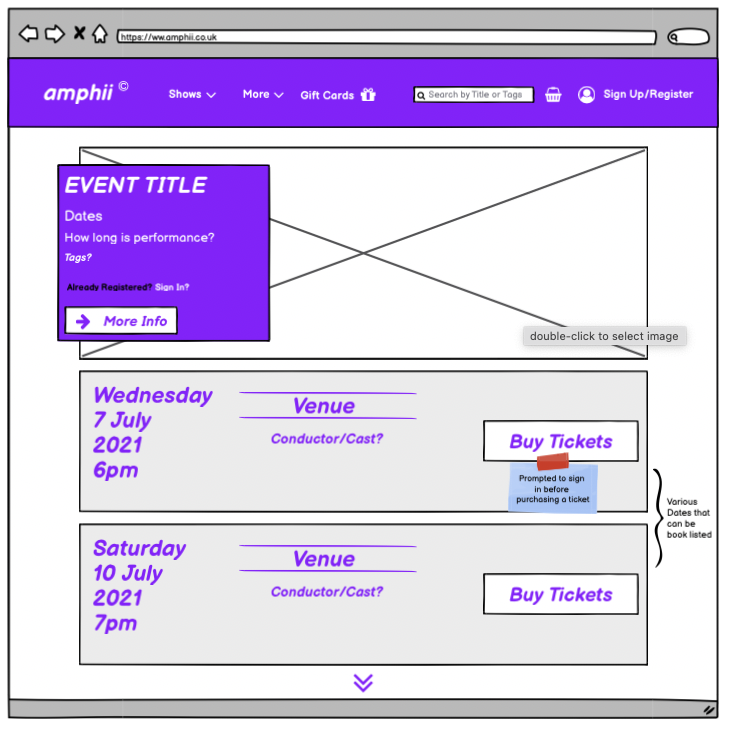 https://ww.amphii.co.uk
amphii ©
Shows
More
Gift Cards
Search by Title or Tags
Sign Up/Register
EVENT TITLE
Dates
How long is performance?
Tags?
Already Registered? Sign In?
More Info
double-click to select image
Wednesday
7 July
2021
6pm
Venue
Conductor/Cast?
Buy Tickets
Prompted to sign
in before
purchasing a ticket
Various
Dates that
can be
book listed
Saturday
10 July
2021
7pm
Venue
Conductor/Cast?
Buy Tickets